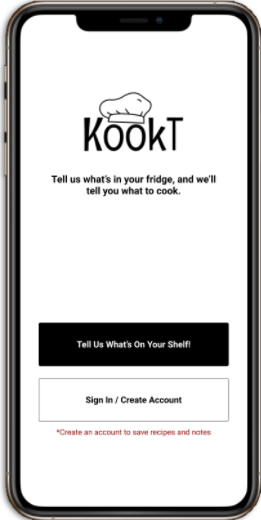 KookT
Tell us what's in your fridge, and we'll
tell you what to cook.
Tell Us What's On Your Shelf!
Sign In / Create Account
*Create an account to save recipes and notes